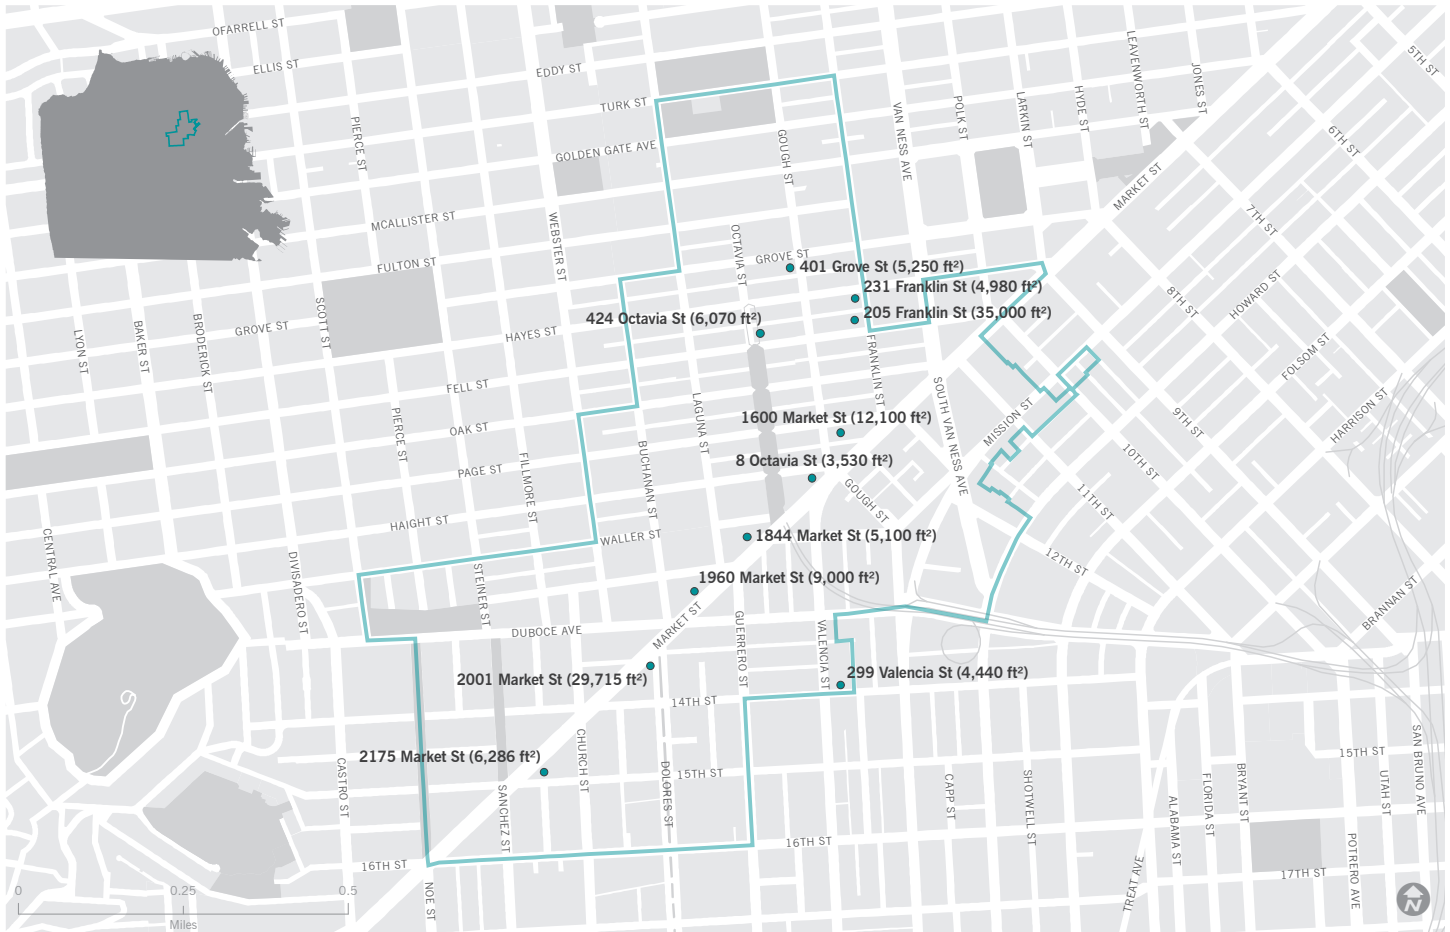 OFARRELL ST
ELLIS ST
EDDY ST
TURK ST
GOLDEN GATE AVE
PIERCE ST
MCALLISTER ST
WEBSTER ST
FULTON ST
GOUGH ST
VAN NESS AVE
POLK ST
LARKIN ST
HYDE ST
LEAVENWORTH ST
JONES ST
5TH ST
6TH ST
MARKET ST
7TH ST
OCTAVIA ST
GROVE ST
401 Grove St (5,250 ft²)
231 Franklin St (4,980 ft²)
205 Franklin St (35,000 ft²)
424 Octavia St (6,070 ft²)
8TH ST
HOWARD ST
FOLSOM ST
HARRISON ST
LYON ST
BAKER ST
BRODERICK ST
GROVE ST
SCOTT ST
HAYES ST
FELL ST
OAK ST
PAGE ST
HAIGHT ST
PIERCE ST
FILLMORE ST
BUCHANAN ST
LAGUNA ST
FRANKLIN ST
SOUTH VAN NESS AVE
MISSION ST
9TH ST
10TH ST
11TH ST
12TH ST
1600 Market St (12,100 ft²)
8 Octavia St (3,530 ft²)
GOUGH ST
WALLER ST
1844 Market St (5,100 ft²)
1960 Market St (9,000 ft²)
CENTRAL AVE
DIVISADERO ST
STEINER ST
DUBOCE AVE
MARKET ST
GUERRERO ST
VALENCIA ST
BRANNAN ST
299 Valencia St (4,440 ft²)
2001 Market St (29,715 ft²)
14TH ST
2175 Market St (6,286 ft²)
CASTRO ST
SANCHEZ ST
CHURCH ST
DOLORES ST
15TH ST
16TH ST
CAPP ST
SHOTWELL ST
ALABAMA ST
FLORIDA ST
BRYANT ST
15TH ST
UTAH ST
SAN BRUNO AVE
POTRERO AVE
TREAT AVE
17TH ST
16TH ST
NOE ST
0 0.25 0.5
Miles
N